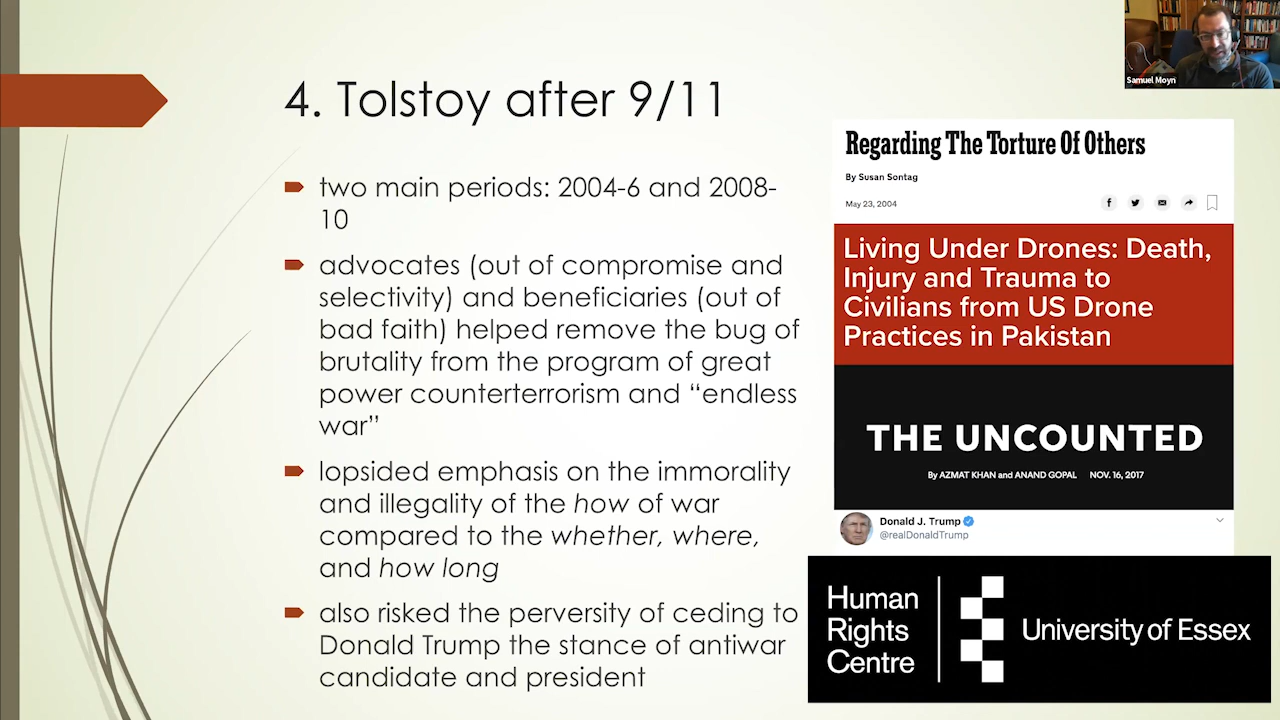 Samuel Moyn
4. Tolstoy after 9/11
two main periods: 2004-6 and 2008-
10
advocates (out of compromise and
selectivity) and beneficiaries (out of
bad faith) helped remove the bug of
brutality from the program of great
power counterterrorism and “endless
war”
lopsided emphasis on the immorality
and illegality of the how of war
compared to the whether, where,
and how long
also risked the perversity of ceding to
Donald Trump the stance of antiwar
candidate and president
Regarding The Torture Of Others
By Susan Sontag
May 23, 2004
Living Under Drones: Death,
Injury and Trauma to
Civilians from US Drone
Practices in Pakistan
THE UNCOUNTED
By AZMAT KHAN and ANAND GOPAL NOV. 16, 2017
Donald J. Trump
@realDonaldTrump
Human
Rights
Centre
University of Essex